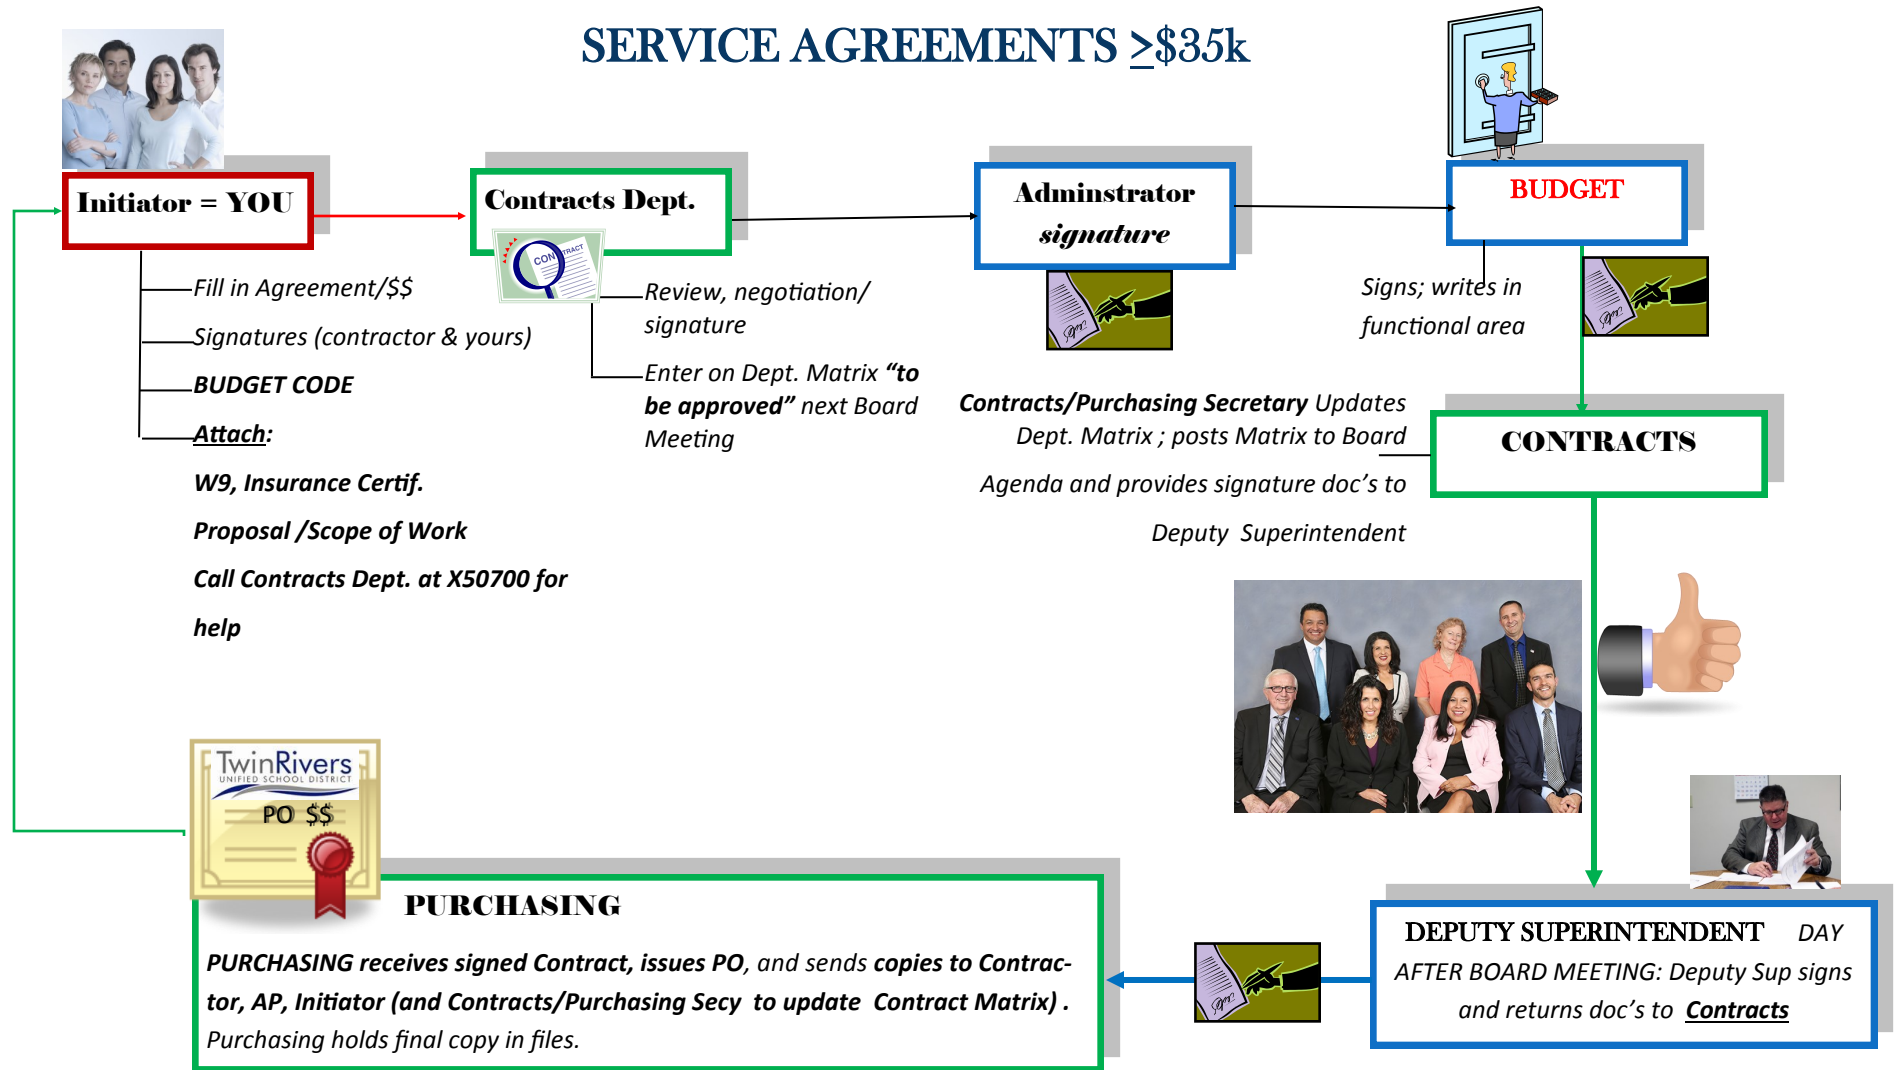 SERVICE AGREEMENTS ≥$35k
Initiator = YOU
Fill in Agreement/$$
Signatures (contractor & yours)
BUDGET CODE
Attach:
W9, Insurance Certif.
Proposal /Scope of Work
Call Contracts Dept. at X50700 for
help
Contracts Dept.
CONTRACT
Review, negotiation/
signature
Enter on Dept. Matrix “to
be approved” next Board
Meeting
Adminstrator
signature
BUDGET
Signs; writes in
functional area
CONTRACTS
Contracts/Purchasing Secretary Updates
Dept. Matrix ; posts Matrix to Board
Agenda and provides signature doc’s to
Deputy Superintendent
DEPUTY SUPERINTENDENT DAY
AFTER BOARD MEETING: Deputy Sup signs
and returns doc’s to Contracts
TwinRivers
UNIFIED SCHOOL DISTRICT
PO $$
PURCHASING
PURCHASING receives signed Contract, issues PO, and sends copies to Contrac-
tor, AP, Initiator (and Contracts/Purchasing Secy to update Contract Matrix) .
Purchasing holds final copy in files.